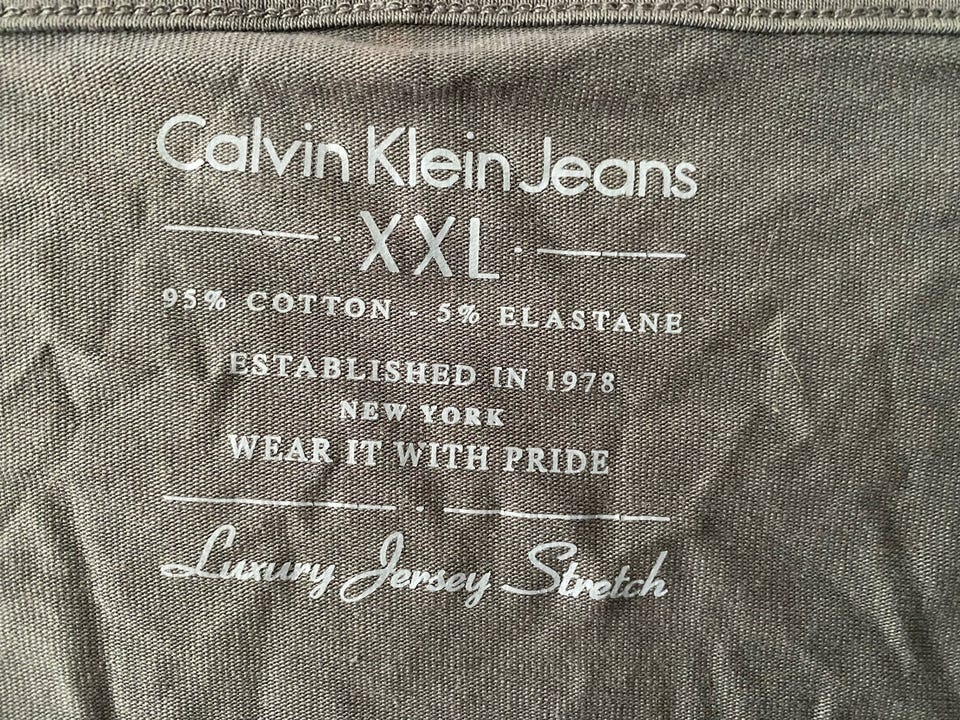 Calvin Klein Jeans
XXL
95% COTTON - 5% ELASTANE
ESTABLISHED IN 1978
NEW YORK
WEAR IT WITH PRIDE
Luxury Jersey Stretch